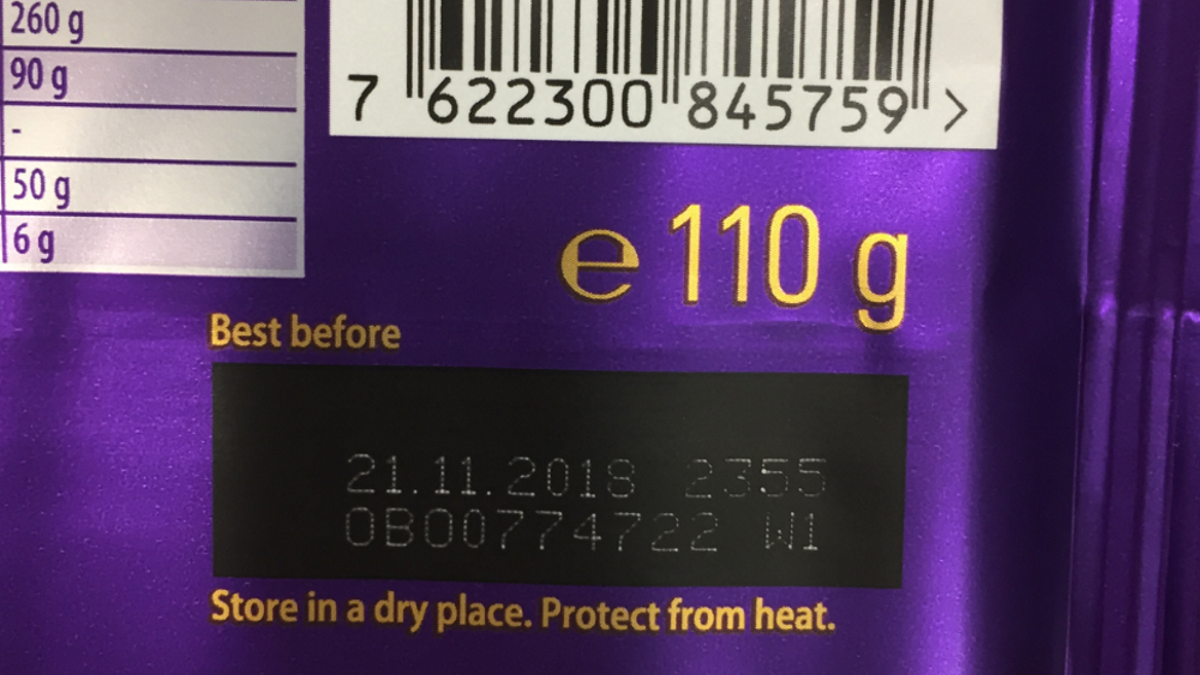 260 g
90 g
-
50 g
6 g
7 622300 845759 >
e 110 g
Best before
21.11.2018 2355
OBO0774722 W1
Store in a dry place. Protect from heat.